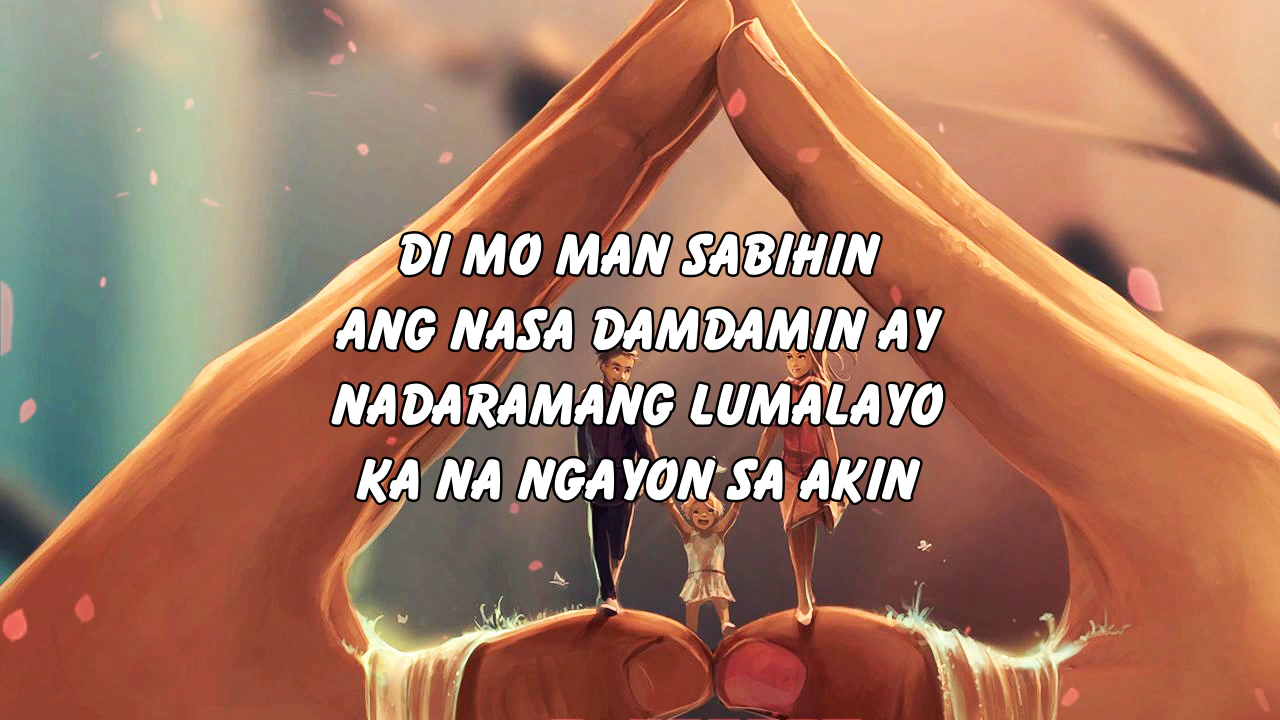 DI MO MAN SABIHIN
ANG NASA DAMDAMIN AY
NADARAMANG LUMALAYO
KA NA NGAYON SA AKIN